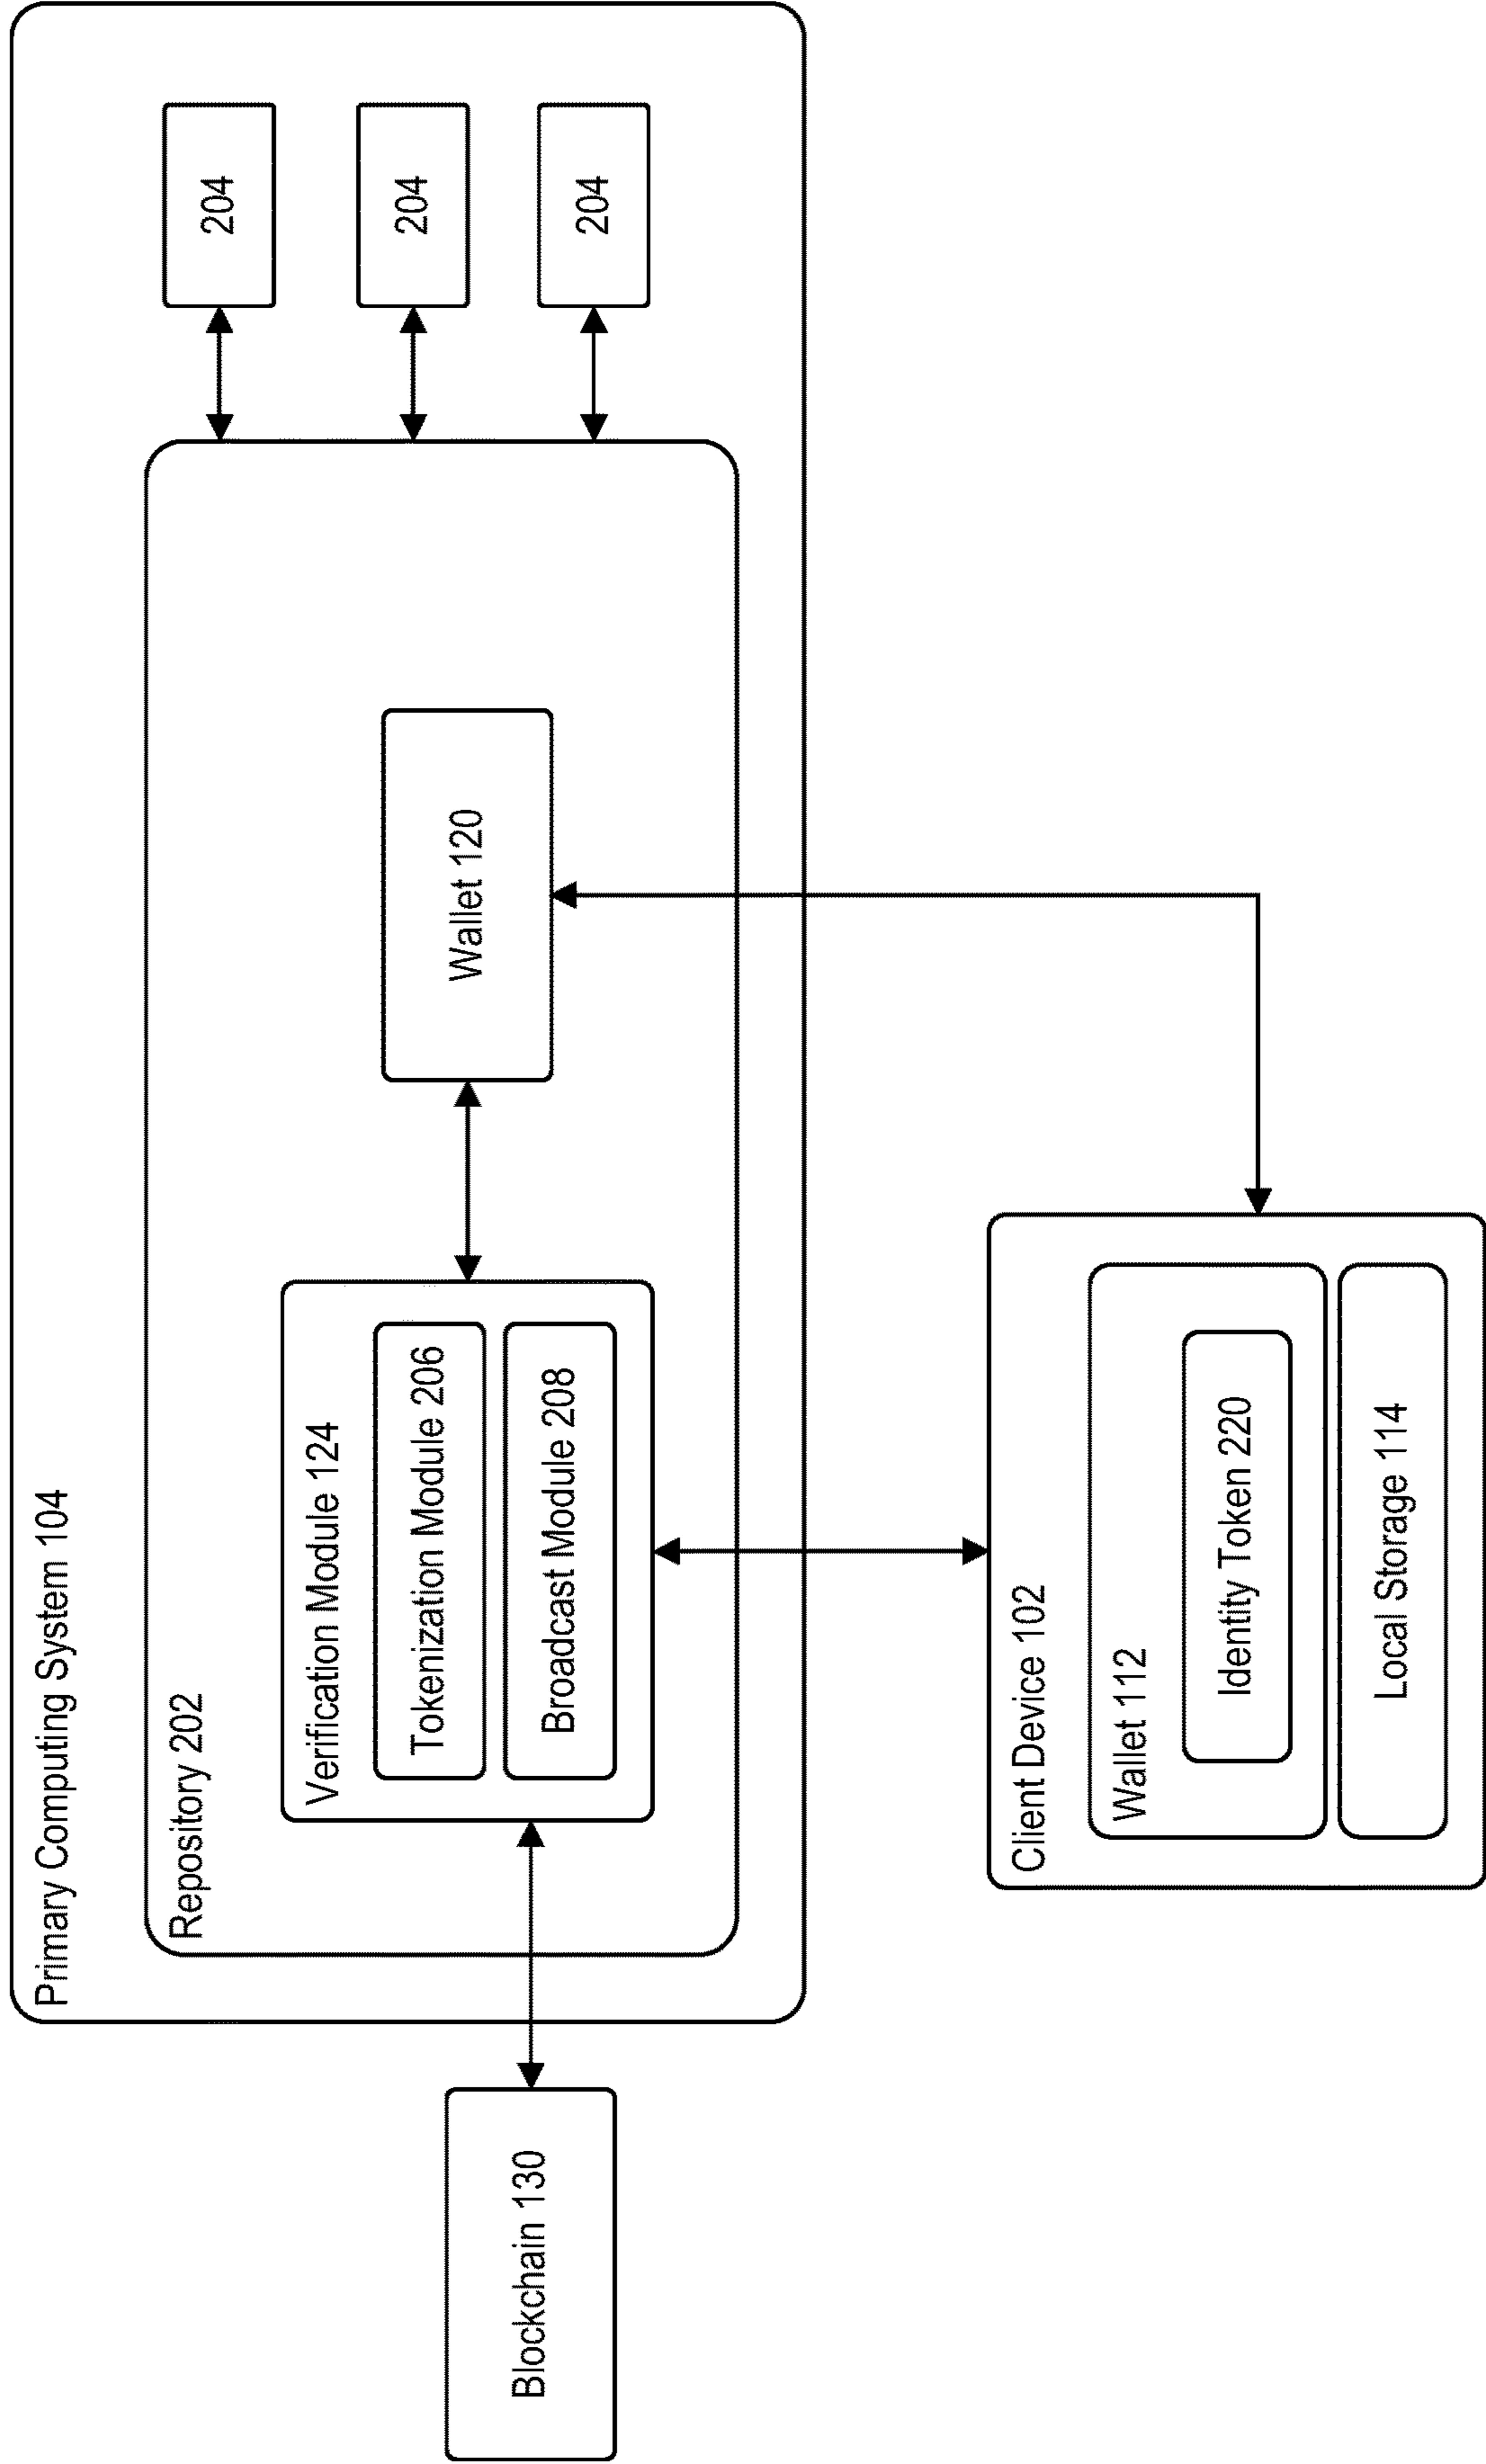 Primary Computing System 104
Repository 202
Verification Module 124
Tokenization Module 206
Broadcast Module 208
Wallet 120
204
204
204
Blockchain 130
Client Device 102
Wallet 112
Identity Token 220
Local Storage 114